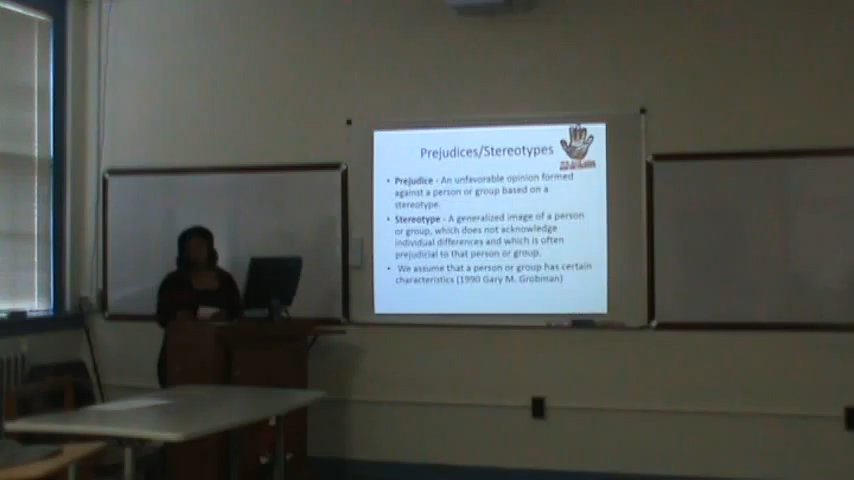 Prejudices/Stereotypes
• Prejudice - An unfavorable opinion formed
against a person or group based on a
stereotype.
• Stereotype - A generalized image of a person
or group, which does not acknowledge
individual differences and which is often
prejudicial to that person or group.
• We assume that a person or group has certain
characteristics (1990 Gary M. Grobman)